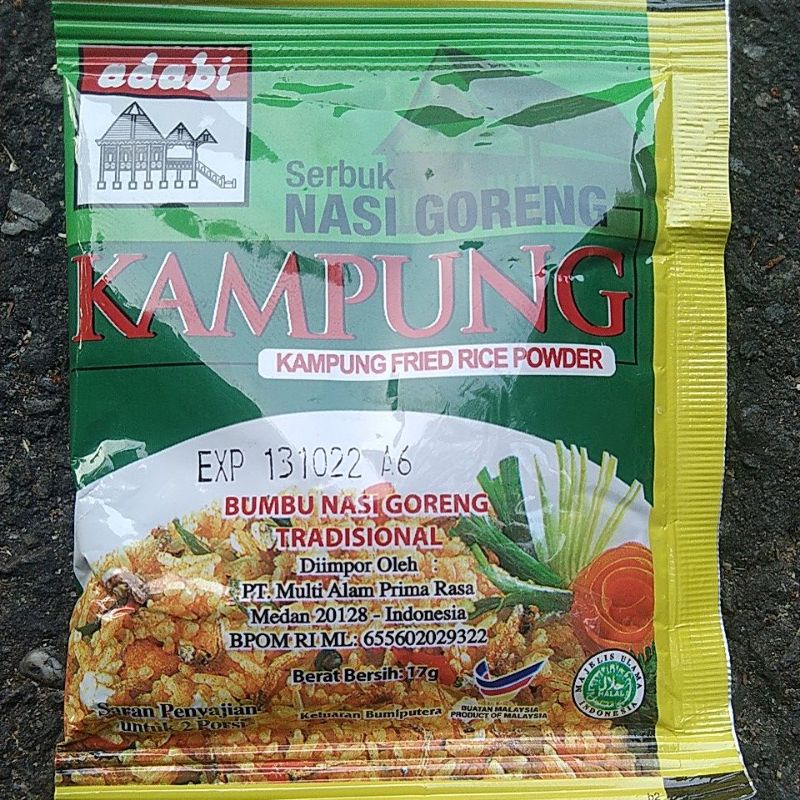 adabi
Serbuk
NASI GORENG
KAMPUNG
KAMPUNG FRIED RICE POWDER
EXP 131022 A6
BUMBU NASI GORENG
TRADISIONAL
Diimpor Oleh :
PT. Multi Alam Prima Rasa
Medan 20128 - Indonesia
BPOM RI ML: 655602029322
Berat Bersih: 17g
Saran Penyajian
Untuk 2 Porsi
Keluaran Bumiputera
BUATAN MALAYSIA
PRODUCT OF MALAYSIA
MAJELIS ULAMA
حلال
HALAL
INDONESIA